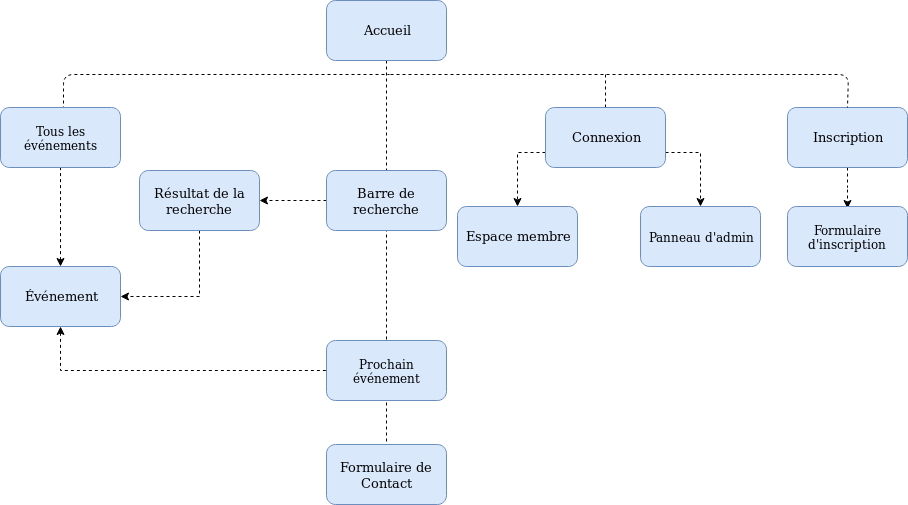 Accueil
Tous les
événements
Connexion
Inscription
Résultat de la
recherche
Barre de
recherche
Espace membre
Panneau d'admin
Formulaire
d'inscription
Événement
Prochain
événement
Formulaire de
Contact